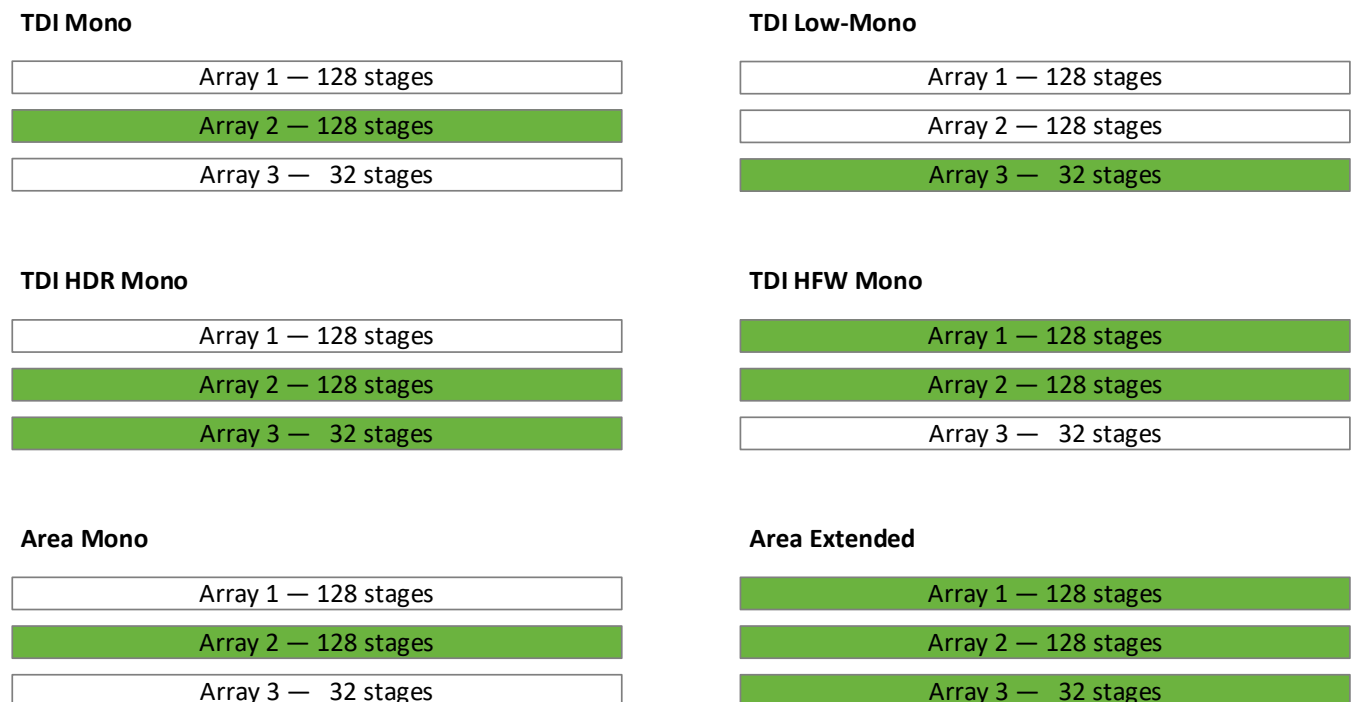 TDI Mono
Array 1 — 128 stages
Array 2 — 128 stages
Array 3 — 32 stages
TDI Low-Mono
Array 1 — 128 stages
Array 2 — 128 stages
Array 3 — 32 stages
TDI HDR Mono
Array 1 — 128 stages
Array 2 — 128 stages
Array 3 — 32 stages
TDI HFW Mono
Array 1 — 128 stages
Array 2 — 128 stages
Array 3 — 32 stages
Area Mono
Array 1 — 128 stages
Array 2 — 128 stages
Array 3 — 32 stages
Area Extended
Array 1 — 128 stages
Array 2 — 128 stages
Array 3 — 32 stages